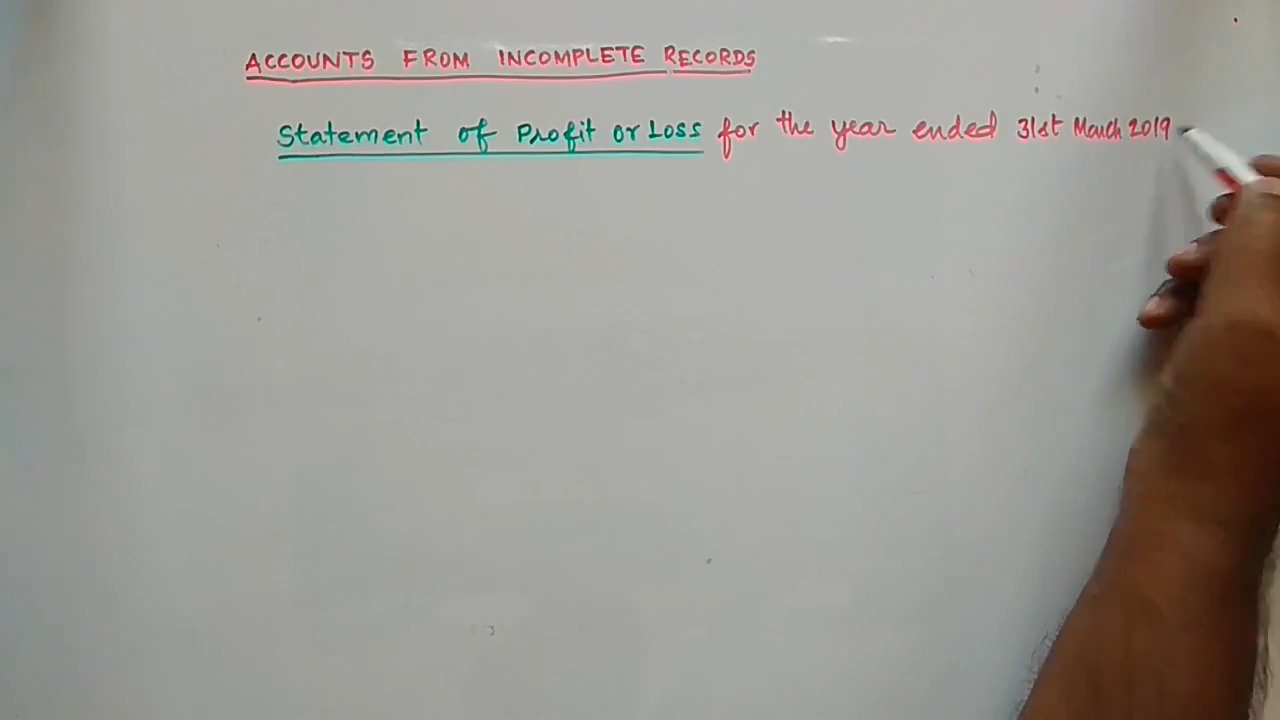 ACCOUNTS FROM INCOMPLETE RECORDS
Statement of Profit or Loss for the year ended 31st March 2019